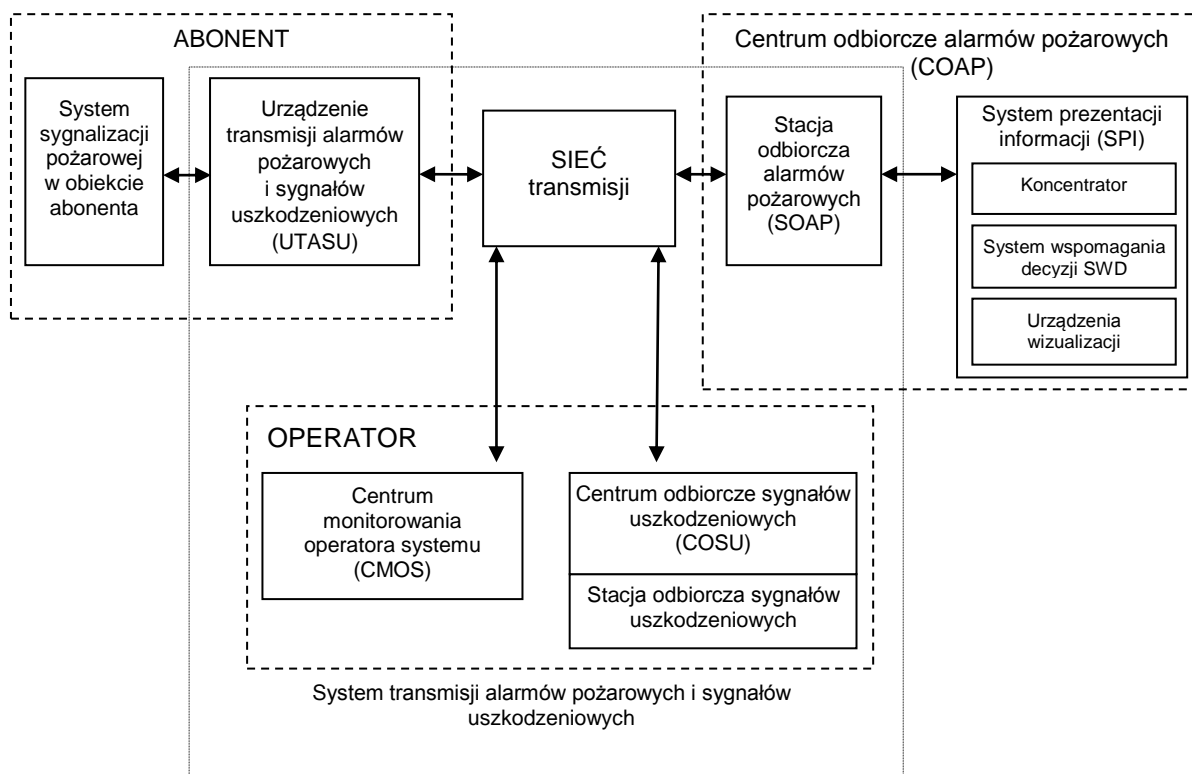 ABONENT
System
sygnalizacji
pożarowej
w obiekcie
abonenta
Urządzenie
transmisji alarmów
pożarowych
i sygnałów
uszkodzeniowych
(UTASU)
SIEĆ
transmisji
Centrum odbiorcze alarmów pożarowych
(COAP)
Stacja
odbiorcza
alarmów
pożarowych
(SOAP)
System prezentacji
informacji (SPI)
Koncentrator
System wspomagania
decyzji SWD
Urządzenia
wizualizacji
OPERATOR
Centrum
monitorowania
operatora systemu
(CMOS)
Centrum odbiorcze sygnałów
uszkodzeniowych
(COSU)
Stacja odbiorcza sygnałów
uszkodzeniowych
System transmisji alarmów pożarowych i sygnałów
uszkodzeniowych